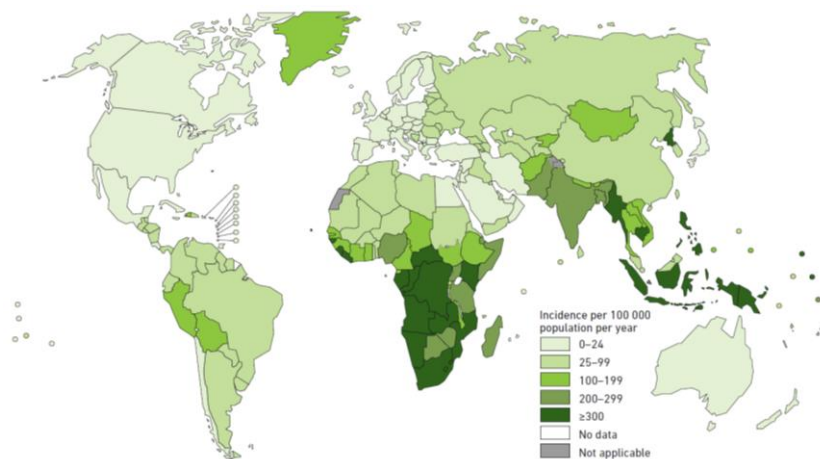 Incidence per 100 000
population per year
0–24
25–99
100–199
200–299
≥300
No data
Not applicable